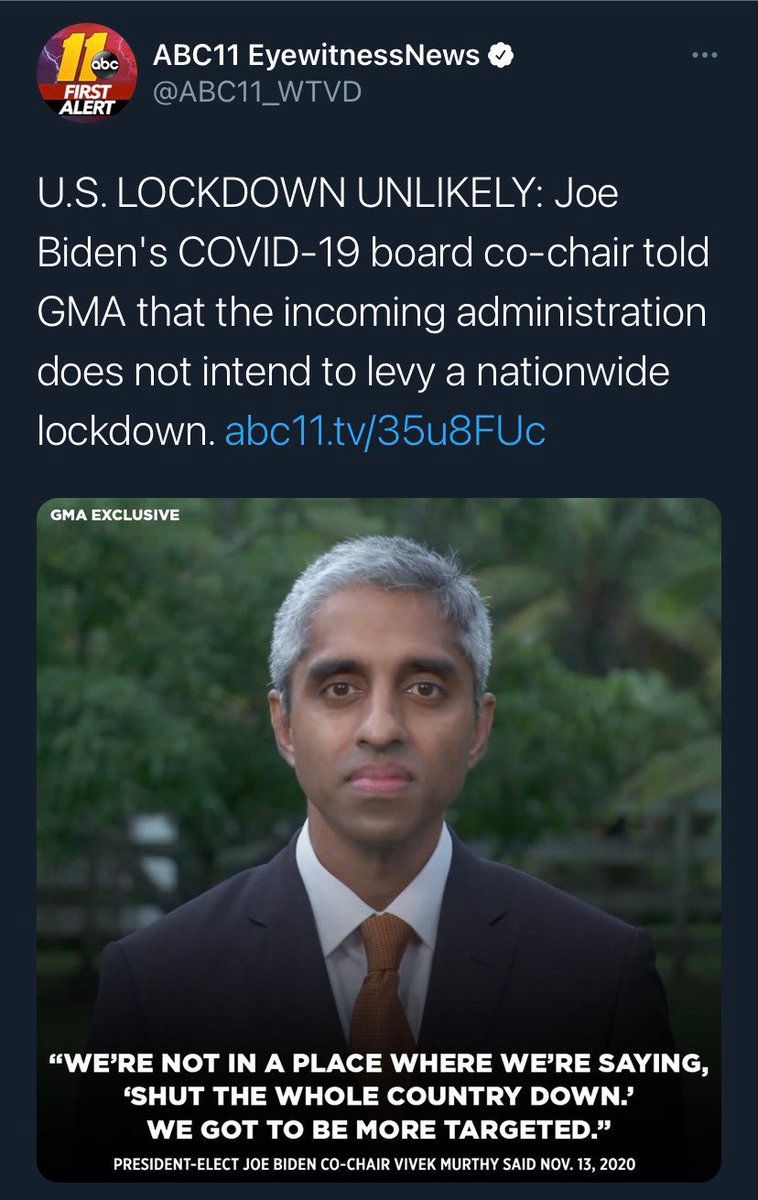 11 abc
FIRST
ALERT
ABC11 EyewitnessNews
@ABC11_WTVD
U.S. LOCKDOWN UNLIKELY: Joe
Biden's COVID-19 board co-chair told
GMA that the incoming administration
does not intend to levy a nationwide
lockdown. abc11.tv/35u8FUc
GMA EXCLUSIVE
“WE’RE NOT IN A PLACE WHERE WE’RE SAYING,
‘SHUT THE WHOLE COUNTRY DOWN.’
WE GOT TO BE MORE TARGETED.”
PRESIDENT-ELECT JOE BIDEN CO-CHAIR VIVEK MURTHY SAID NOV. 13, 2020